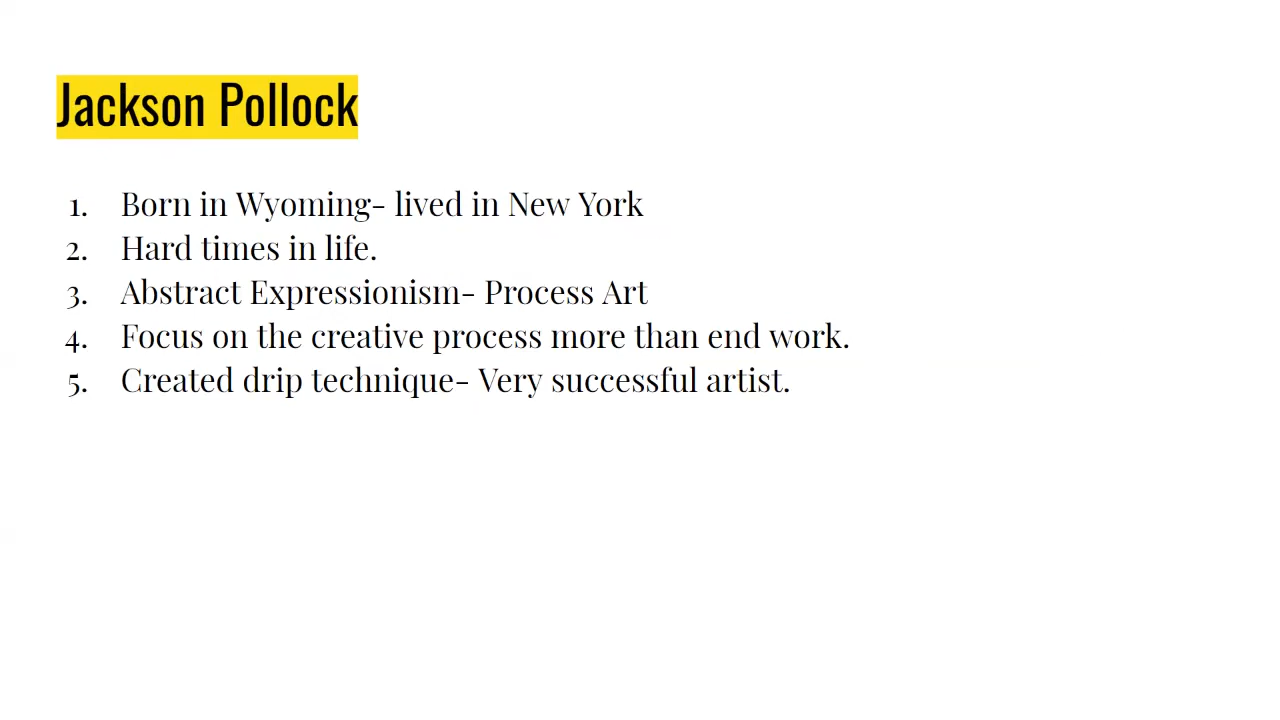 Jackson Pollock
1. Born in Wyoming- lived in New York
2. Hard times in life.
3. Abstract Expressionism- Process Art
4. Focus on the creative process more than end work.
5. Created drip technique- Very successful artist.